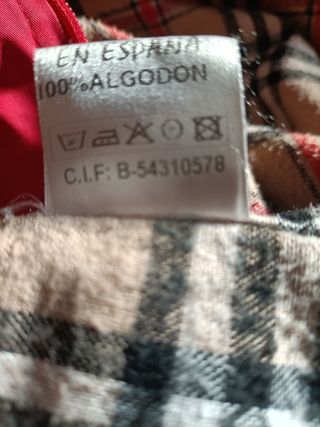 EN ESPAÑA
100% ALGODON
C.I.F: B-54310578